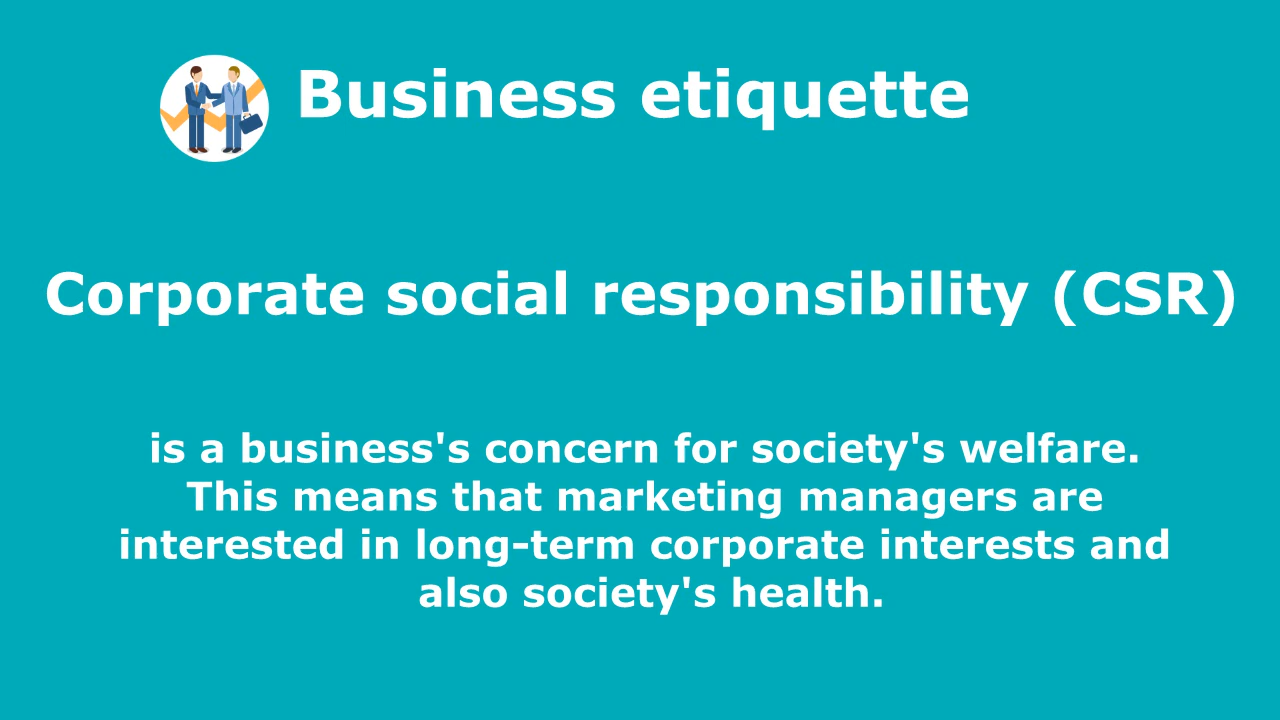 Business etiquette
Corporate social responsibility (CSR)
is a business's concern for society's welfare.
This means that marketing managers are
interested in long-term corporate interests and
also society's health.